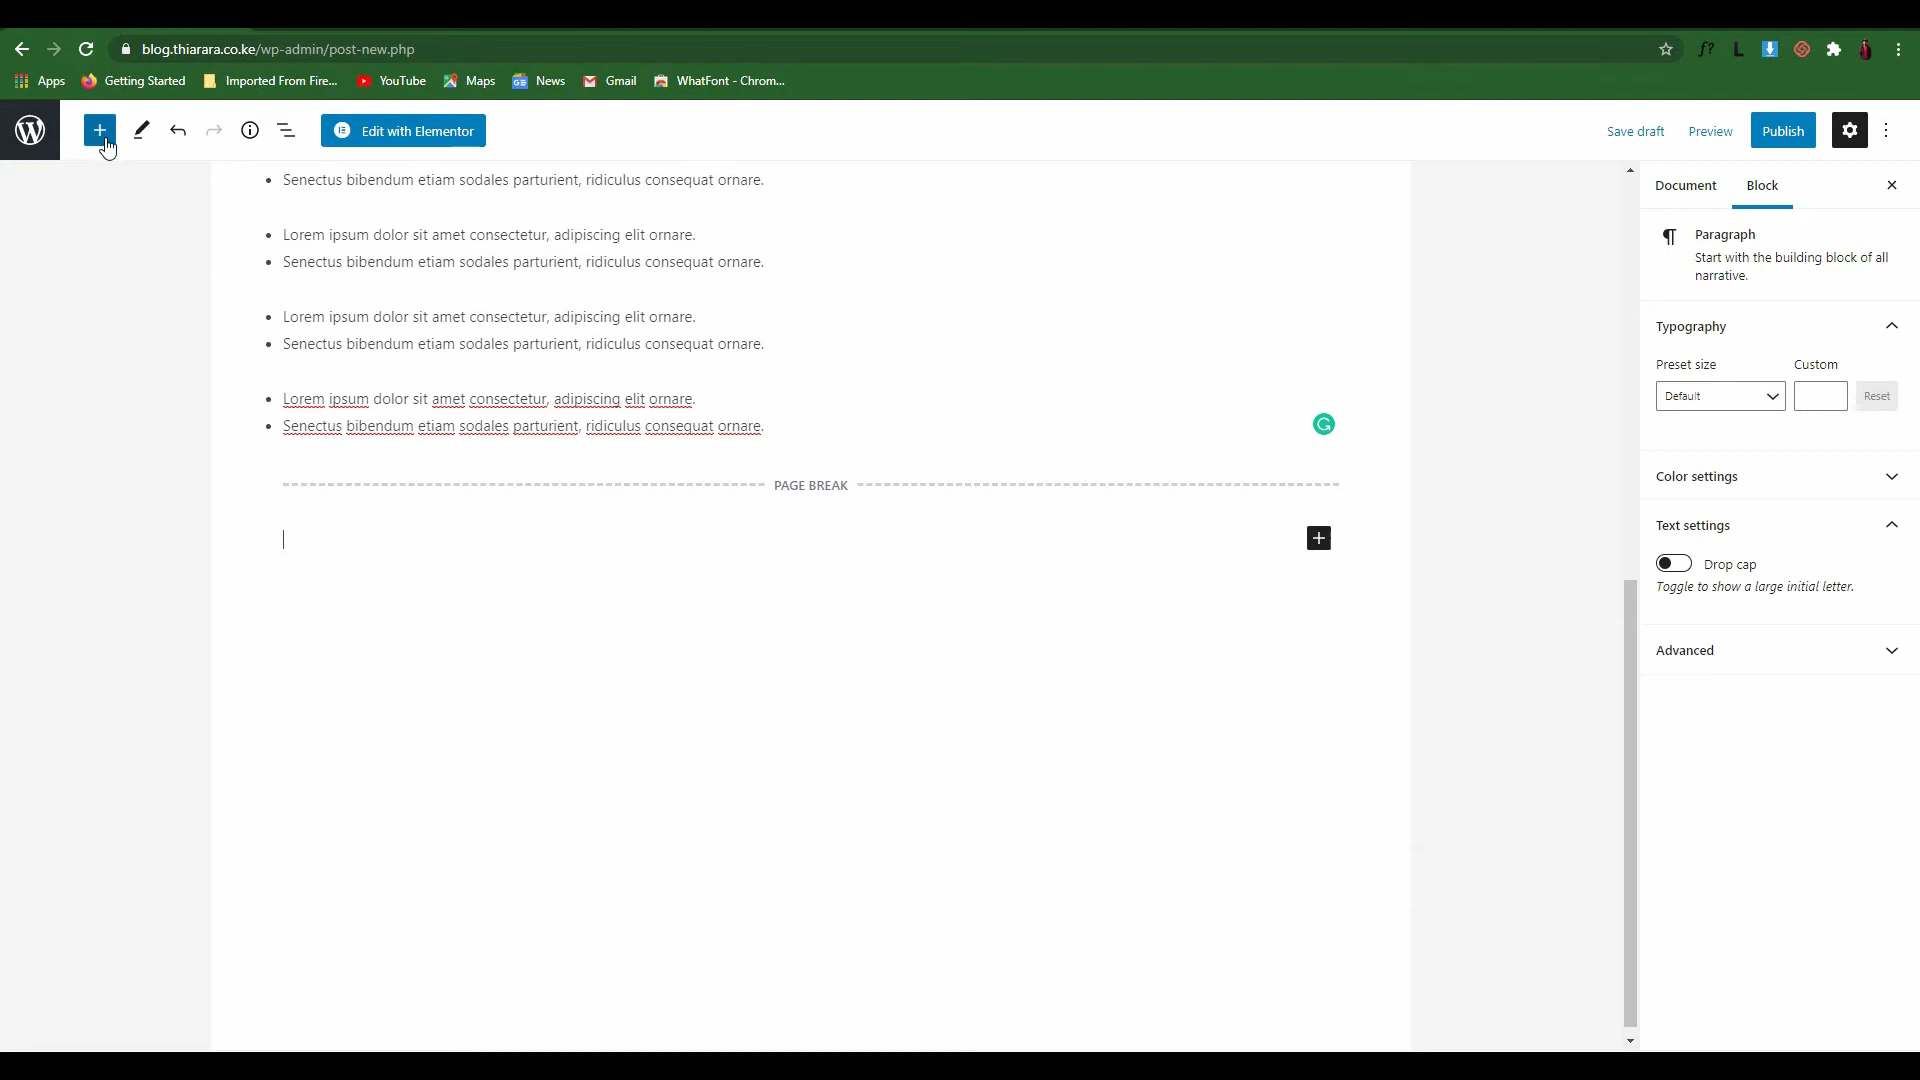 blog.thiarara.co.ke/wp-admin/post-new.php
f?
L
Apps
Getting Started
Imported From Fire...
YouTube
Maps
News
Gmail
WhatFont - Chrom...
Edit with Elementor
Save draft
Preview
Publish
Senectus bibendum etiam sodales parturient, ridiculus consequat ornare.
Lorem ipsum dolor sit amet consectetur, adipiscing elit ornare.
Senectus bibendum etiam sodales parturient, ridiculus consequat ornare.
Lorem ipsum dolor sit amet consectetur, adipiscing elit ornare.
Senectus bibendum etiam sodales parturient, ridiculus consequat ornare.
Lorem ipsum dolor sit amet consectetur, adipiscing elit ornare.
Senectus bibendum etiam sodales parturient, ridiculus consequat ornare.
PAGE BREAK
Document
Block
Paragraph
Start with the building block of all
narrative.
Typography
Preset size
Custom
Default
Reset
Color settings
Text settings
Drop cap
Toggle to show a large initial letter.
Advanced